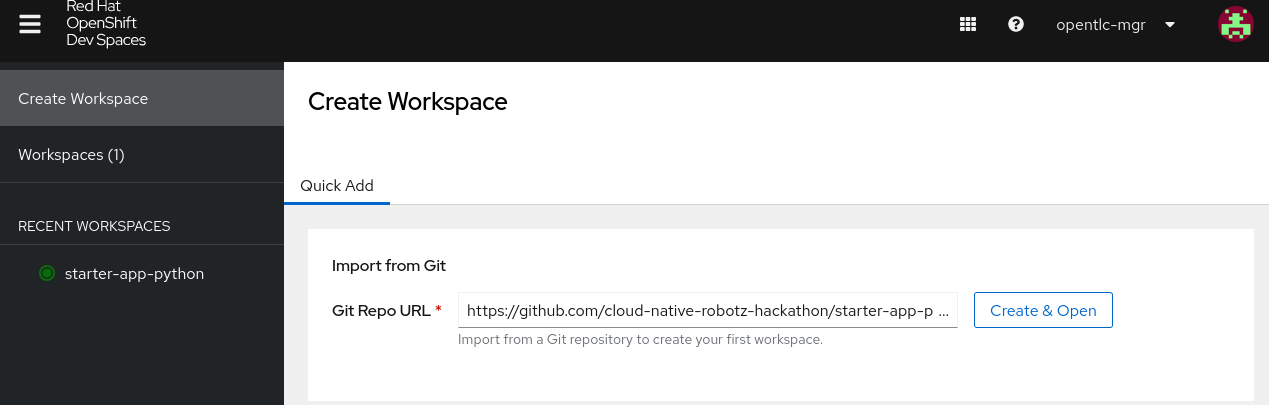 Red Hat
OpenShift
Dev Spaces
opentlc-mgr
Create Workspace
Workspaces (1)
RECENT WORKSPACES
starter-app-python
Create Workspace
Quick Add
Import from Git
Git Repo URL *
https://github.com/cloud-native-robotz-hackathon/starter-app-p ...
Create & Open
Import from a Git repository to create your first workspace.